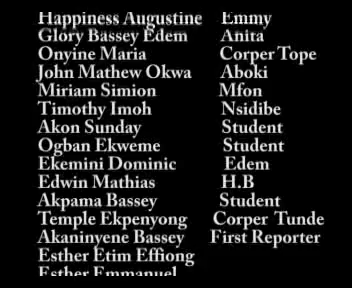 Happiness Augustine Emmy
Glory Bassey Edem Anita
Onyine Maria Corper Tope
John Mathew Okwa Aboki
Miriam Simion Mfon
Timothy Imoh Nsidibe
Akon Sunday Student
Ogban Ekweme Student
Ekemini Dominic Edem
Edwin Mathias H.B
Akpama Bassey Student
Temple Ekpenyong Corper Tunde
Akaninyene Bassey First Reporter
Esther Etim Effiong
Esther Emmanuel